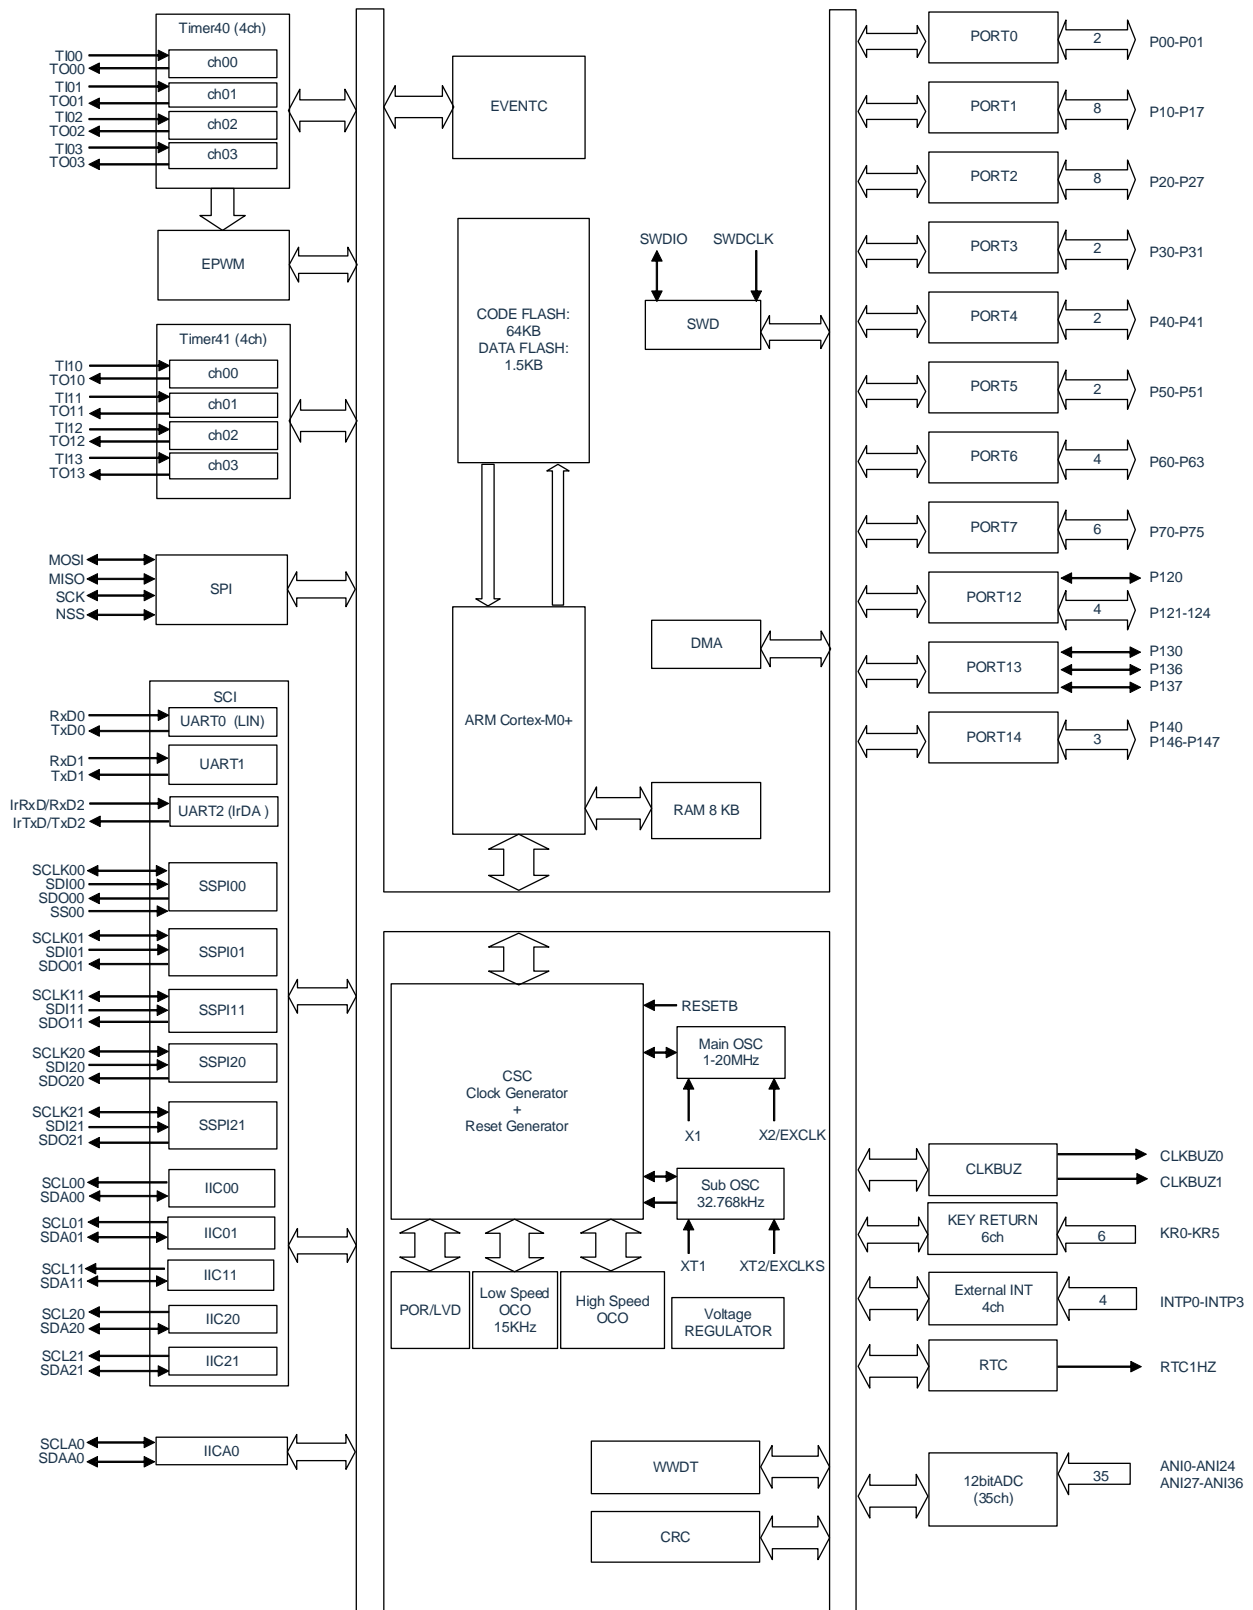 Timer40 (4ch)
TI00
TO00
ch00
TI01
TO01
ch01
TI02
TO02
ch02
TI03
TO03
ch03
EPWM
Timer41 (4ch)
TI10
TO10
ch00
TI11
TO11
ch01
TI12
TO12
ch02
TI13
TO13
ch03
MOSI
MISO
SCK
NSS
SPI
SCI
RxD0
TxD0
UART0 (LIN)
RxD1
TxD1
UART1
IrRxD/RxD2
IrTxD/TxD2
UART2 (IrDA )
SCLK00
SDI00
SDO00
SS00
SSPI00
SCLK01
SDI01
SDO01
SSPI01
SCLK11
SDI11
SDO11
SSPI11
SCLK20
SDI20
SDO20
SSPI20
SCLK21
SDI21
SDO21
SSPI21
SCL00
SDA00
IIC00
SCL01
SDA01
IIC01
SCL11
SDA11
IIC11
SCL20
SDA20
IIC20
SCL21
SDA21
IIC21
SCLA0
SDAA0
IICA0
EVENTC
CODE FLASH:
64KB
DATA FLASH:
1.5KB
SWDIO
SWDCLK
SWD
DMA
ARM Cortex-M0+
RAM 8 KB
CSC
Clock Generator
+
Reset Generator
RESETB
Main OSC
1-20MHz
X1
X2/EXCLK
Sub OSC
32.768kHz
XT1
XT2/EXCLKS
POR/LVD
Low Speed
OCO
15KHz
High Speed
OCO
Voltage
REGULATOR
WWDT
CRC
PORT0
2
P00-P01
PORT1
8
P10-P17
PORT2
8
P20-P27
PORT3
2
P30-P31
PORT4
2
P40-P41
PORT5
2
P50-P51
PORT6
4
P60-P63
PORT7
6
P70-P75
PORT12
P120
4
P121-124
PORT13
P130
P136
P137
PORT14
3
P140
P146-P147
CLKBUZ
CLKBUZ0
CLKBUZ1
KEY RETURN
6ch
6
KR0-KR5
External INT
4ch
4
INTP0-INTP3
RTC
RTC1HZ
12bitADC
(35ch)
35
ANI0-ANI24
ANI27-ANI36